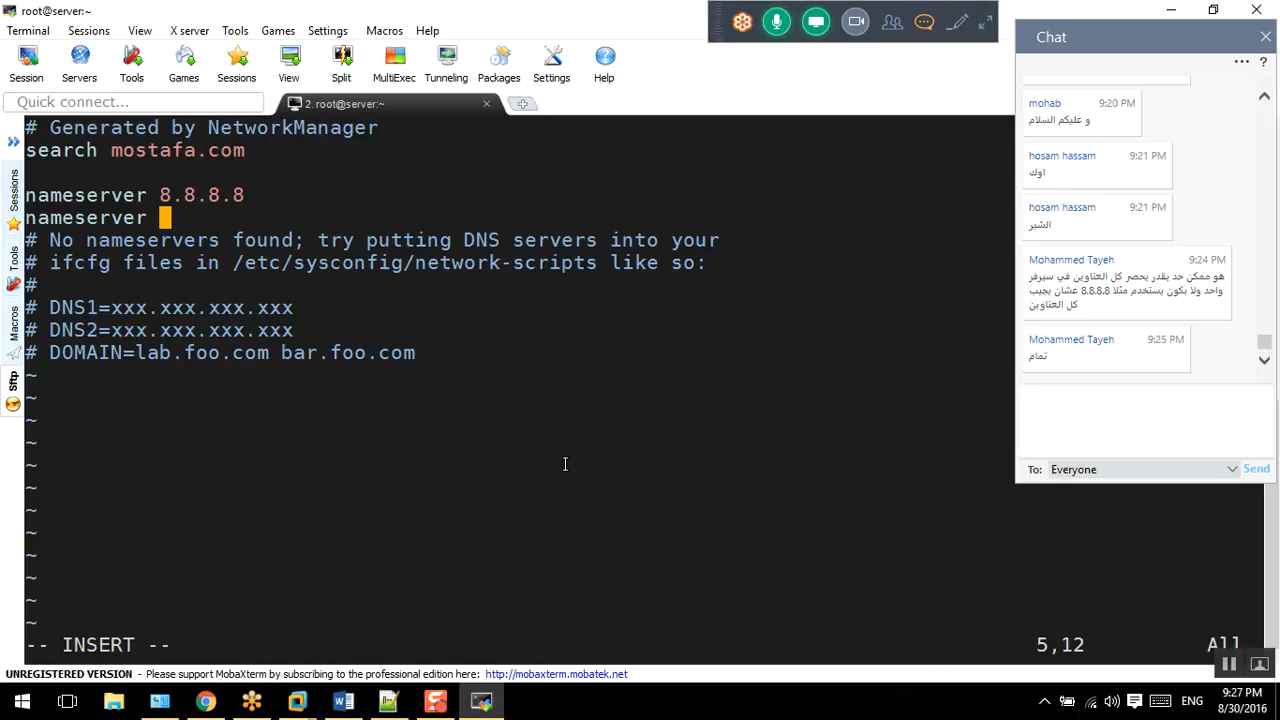 root@server:~
Terminal Sessions View X server Tools Games Settings Macros Help
Session Servers Tools Games Sessions View Split MultiExec Tunneling Packages Settings Help
Quick connect...
2. root@server:~
Sessions
Tools
Macros
Sftp
# Generated by NetworkManager
search mostafa.com
nameserver 8.8.8.8
nameserver
# No nameservers found; try putting DNS servers into your
# ifcfg files in /etc/sysconfig/network-scripts like so:
#
# DNS1=xxx.xxx.xxx.xxx
# DNS2=xxx.xxx.xxx.xxx
# DOMAIN=lab.foo.com bar.foo.com
~
~
~
~
~
~
~
~
~
~
~
~
-- INSERT -- 5,12 All
Chat
mohab 9:20 PM
و عليكم السلام
hosam hassam 9:21 PM
اوك
hosam hassam 9:21 PM
الشير
Mohammed Tayeh 9:24 PM
هو ممكن حد يقدر يحصر كل العناوين في سيرفر
واحد ولا بكون يستخدم مثلا 8.8.8.8 عشان يجيب
كل العناوين
Mohammed Tayeh 9:25 PM
تمام
To: Everyone Send
UNREGISTERED VERSION - Please support MobaXterm by subscribing to the professional edition here: http://mobaxterm.mobatek.net
ENG
9:27 PM
8/30/2016